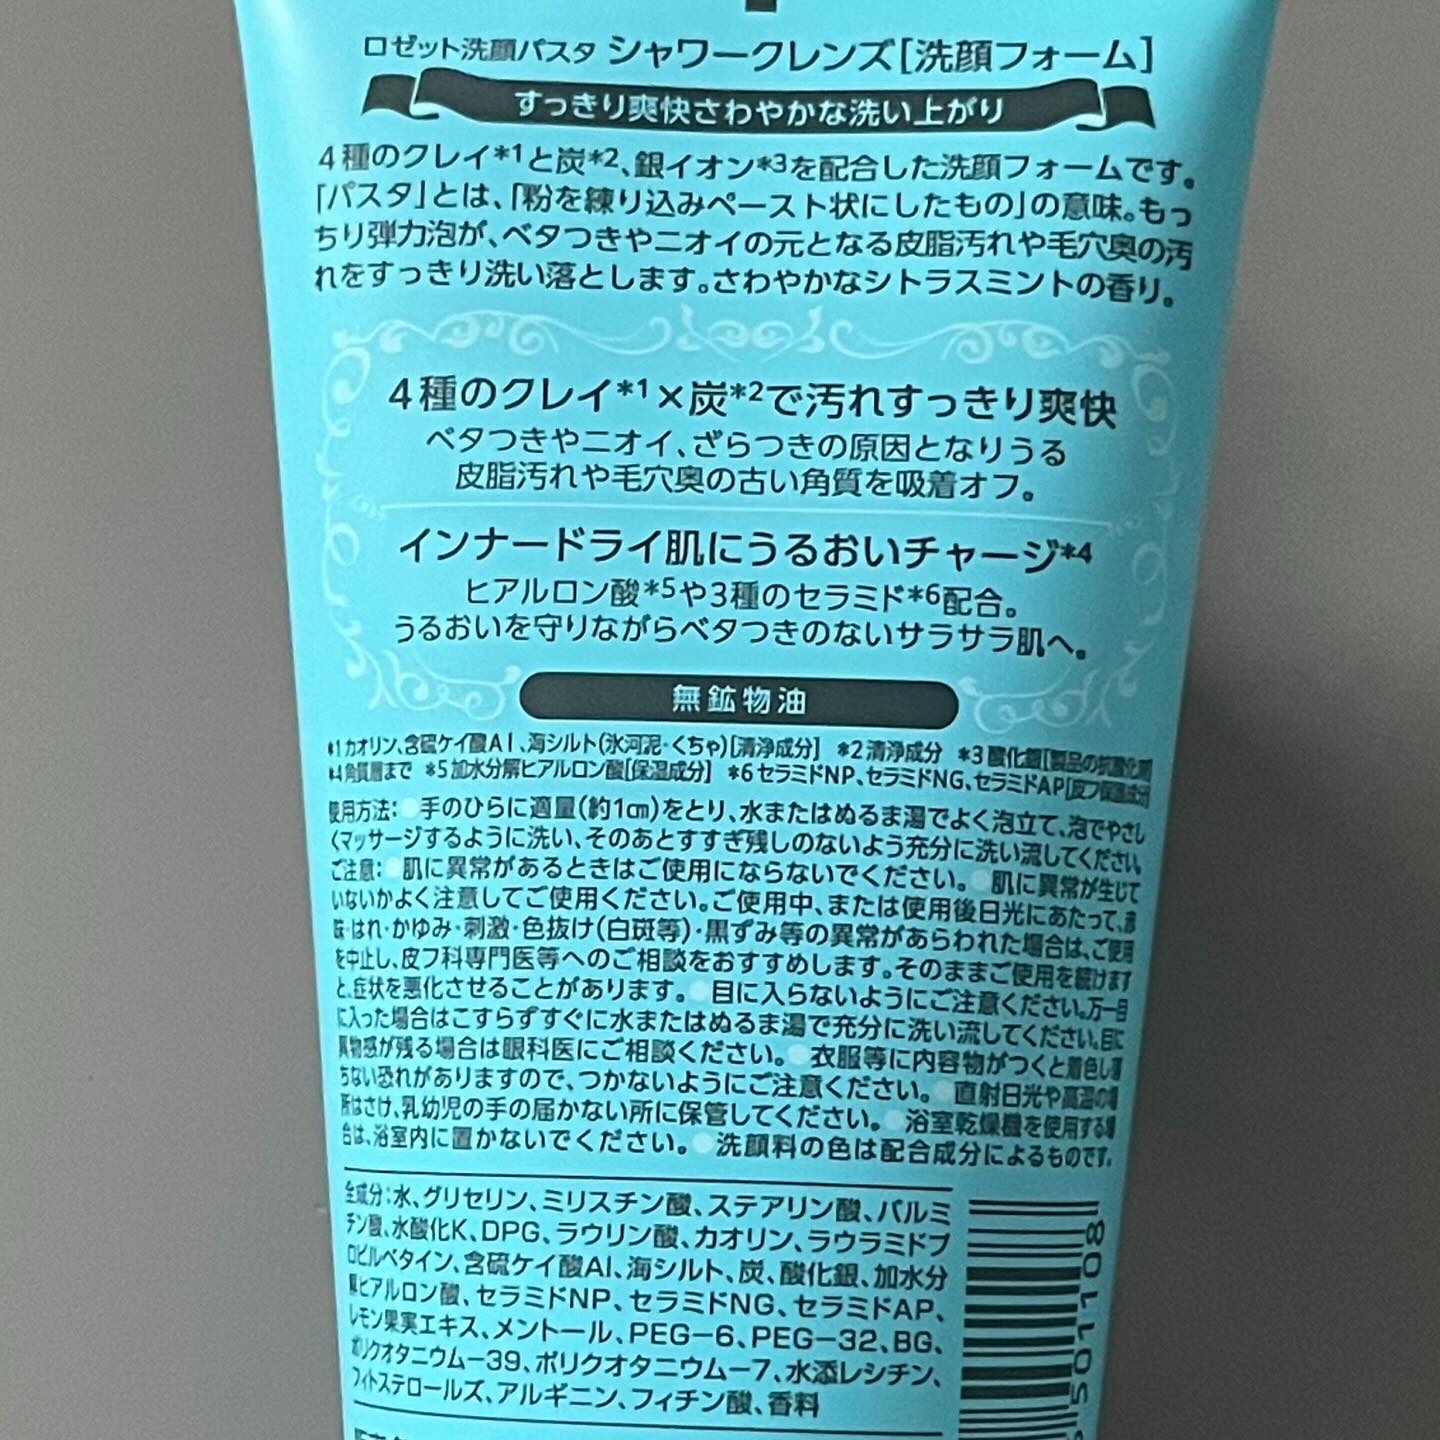 ロゼット洗顔パスタ シャワークレンズ[洗顔フォーム]
すっきり爽快さわやかな洗い上がり
4種のクレイ*1と炭*2、銀イオン*3を配合した洗顔フォームです。
「パスタ」とは、「粉を練り込みペースト状にしたもの」の意味。もっ
ちり弾力泡が、ベタつきやニオイの元となる皮脂汚れや毛穴奥の汚
れをすっきり洗い落とします。さわやかなシトラスミントの香り。
4種のクレイ*1×炭*2で汚れすっきり爽快
ベタつきやニオイ、ざらつきの原因となりうる
皮脂汚れや毛穴奥の古い角質を吸着オフ。
インナードライ肌にうるおいチャージ*4
ヒアルロン酸*5や3種のセラミド*6配合。
うるおいを守りながらベタつきのないサラサラ肌へ。
無鉱物油
*1カオリン、含硫ケイ酸Al、海シルト(氷河泥・くちゃ)[清浄成分] *2清浄成分 *3酸化銀[製品の抗酸化剤]
*4角質層まで *5加水分解ヒアルロン酸[保湿成分] *6セラミドNP、セラミドNG、セラミドAP[皮フ保護成分]
使用方法:●手のひらに適量(約1cm)をとり、水またはぬるま湯でよく泡立て、泡でやさし
くマッサージするように洗い、そのあとすすぎ残しのないよう充分に洗い流してください。
ご注意:●肌に異常があるときはご使用にならないでください。●肌に異常が生じて
いないかよく注意してご使用ください。ご使用中、または使用後日光にあたって、赤
味・はれ・かゆみ・刺激・色抜け(白斑等)・黒ずみ等の異常があらわれた場合は、ご使用
を中止し、皮フ科専門医等へのご相談をおすすめします。そのままご使用を続けます
と、症状を悪化させることがあります。●目に入らないようにご注意ください。万一目
に入った場合はこすらずすぐに水またはぬるま湯で充分に洗い流してください。目に
異物感が残る場合は眼科医にご相談ください。●衣服等に内容物がつくと着色し落
ちない恐れがありますので、つかないようにご注意ください。●直射日光や高温の場
所はさけ、乳幼児の手の届かない所に保管してください。●浴室乾燥機を使用する場
合は、浴室内に置かないでください。●洗顔料の色は配合成分によるものです。
全成分:水、グリセリン、ミリスチン酸、ステアリン酸、パルミ
チン酸、水酸化K、DPG、ラウリン酸、カオリン、ラウラミドプ
ロピルベタイン、含硫ケイ酸Al、海シルト、炭、酸化銀、加水分
解ヒアルロン酸、セラミドNP、セラミドNG、セラミドAP、
レモン果実エキス、メントール、PEG-6、PEG-32、BG、
ポリクオタニウム-39、ポリクオタニウム-7、水添レシチン、
フィトステロールズ、アルギニン、フィチン酸、香料